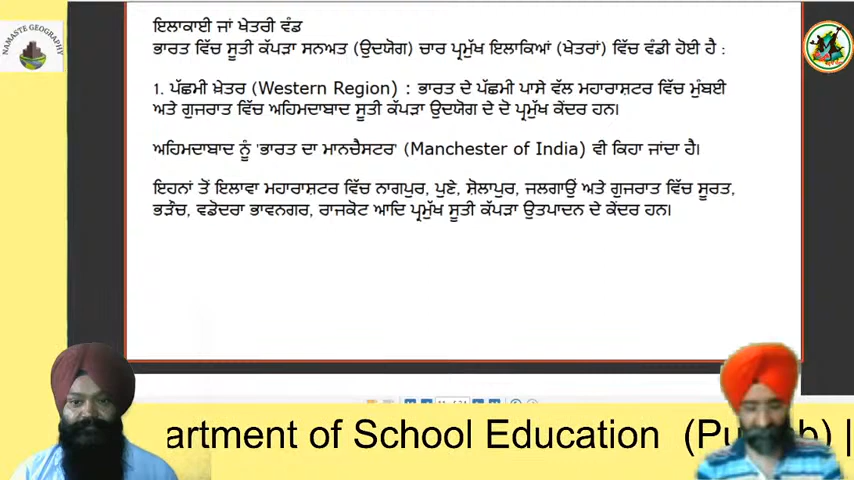 NAMASTE GEOGRAPHY
ਇਲਾਕਾਈ ਜਾਂ ਖੇਤਰੀ ਵੰਡ
ਭਾਰਤ ਵਿੱਚ ਸੂਤੀ ਕੱਪੜਾ ਸਨਅਤ (ਉਦਯੋਗ) ਚਾਰ ਪ੍ਰਮੁੱਖ ਇਲਾਕਿਆਂ (ਖੇਤਰਾਂ) ਵਿੱਚ ਵੰਡੀ ਹੋਈ ਹੈ :
1. ਪੱਛਮੀ ਖੇਤਰ (Western Region) : ਭਾਰਤ ਦੇ ਪੱਛਮੀ ਪਾਸੇ ਵੱਲ ਮਹਾਰਾਸ਼ਟਰ ਵਿੱਚ ਮੁੰਬਈ
ਅਤੇ ਗੁਜਰਾਤ ਵਿੱਚ ਅਹਿਮਦਾਬਾਦ ਸੂਤੀ ਕੱਪੜਾ ਉਦਯੋਗ ਦੇ ਦੋ ਪ੍ਰਮੁੱਖ ਕੇਂਦਰ ਹਨ।
ਅਹਿਮਦਾਬਾਦ ਨੂੰ 'ਭਾਰਤ ਦਾ ਮਾਨਚੈਸਟਰ' (Manchester of India) ਵੀ ਕਿਹਾ ਜਾਂਦਾ ਹੈ।
ਇਹਨਾਂ ਤੋਂ ਇਲਾਵਾ ਮਹਾਰਾਸ਼ਟਰ ਵਿੱਚ ਨਾਗਪੁਰ, ਪੁਣੇ, ਸ਼ੋਲਾਪੁਰ, ਜਲਗਾਉਂ ਅਤੇ ਗੁਜਰਾਤ ਵਿੱਚ ਸੂਰਤ,
ਭੜੌਚ, ਵਡੋਦਰਾ ਭਾਵਨਗਰ, ਰਾਜਕੋਟ ਆਦਿ ਪ੍ਰਮੁੱਖ ਸੂਤੀ ਕੱਪੜਾ ਉਤਪਾਦਨ ਦੇ ਕੇਂਦਰ ਹਨ।
artment of School Education (Pu b) |